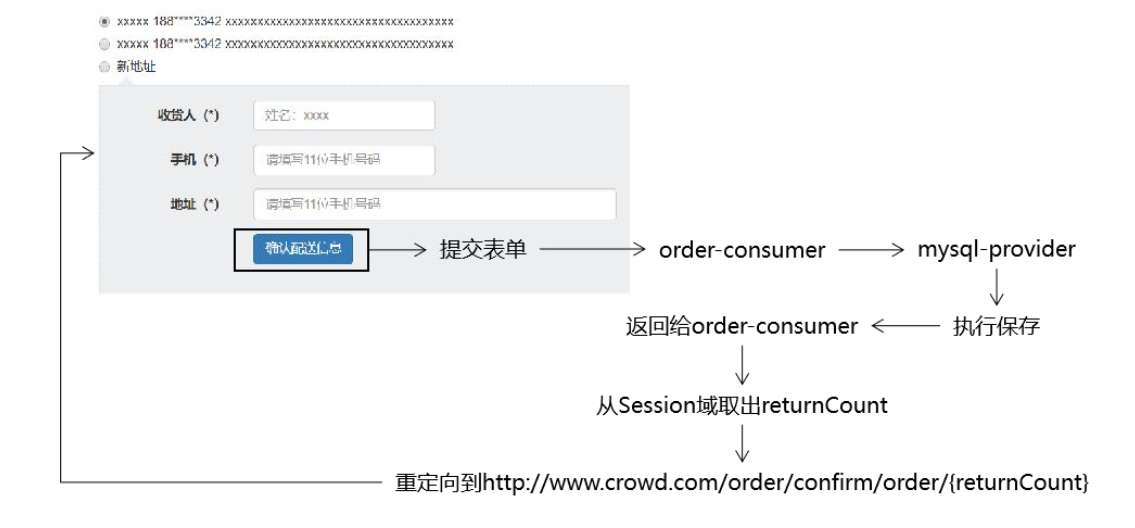 xxxxx 188****3342 xxxxxxxxxxxxxxxxxxxxxxxxxxxxxxxxxxxx
xxxxx 188****3342 xxxxxxxxxxxxxxxxxxxxxxxxxxxxxxxxxxxx
新地址
收货人 (*) 姓名：xxxx
手机 (*) 请填写11位手机号码
地址 (*) 请填写11位手机号码
确认配送信息 提交表单 order-consumer mysql-provider
返回给order-consumer 执行保存
从Session域取出returnCount
重定向到http://www.crowd.com/order/confirm/order/{returnCount}